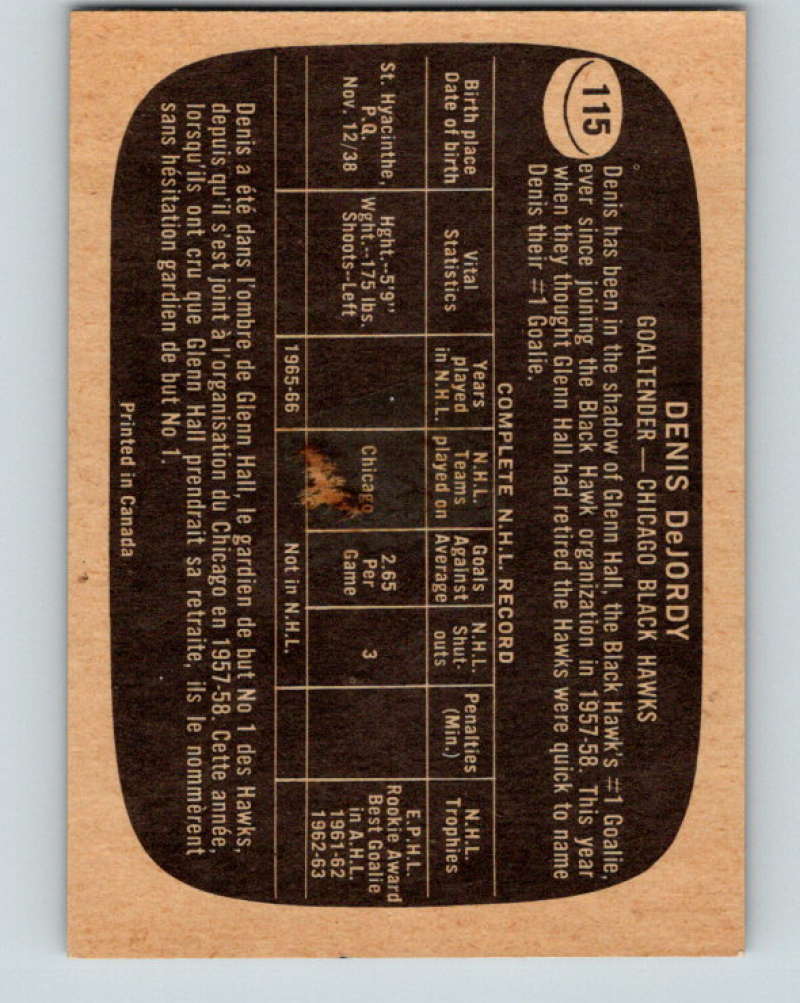 115
DENIS DeJORDY
GOALTENDER — CHICAGO BLACK HAWKS
Denis has been in the shadow of Glenn Hall, the Black Hawk's #1 Goalie,
ever since joining the Black Hawk organization in 1957-58. This year
when they thought Glenn Hall had retired the Hawks were quick to name
Denis their #1 Goalie.
COMPLETE N.H.L. RECORD
Birth place
Date of birth
Vital
Statistics
Years
played
in N.H.L.
N.H.L.
Teams
played on
Goals
Against
Average
N.H.L.
Shut-
outs
Penalties
(Min.)
N.H.L.
Trophies
St. Hyacinthe,
P.Q.
Nov. 12/38
Hght.--5'9"
Wght.--175 lbs.
Shoots-Left
Chicago
2.65
Per
Game
3
E.P.H.L.
Rookie Award
Best Goalie
in A.H.L.
1961-62
1962-63
1965-66
Not in N.H.L.
Denis a été dans l'ombre de Glenn Hall, le gardien de but No 1 des Hawks,
depuis qu'il s'est joint à l'organisation du Chicago en 1957-58. Cette année,
lorsqu'ils ont cru que Glenn Hall prendrait sa retraite, ils le nommèrent
sans hésitation gardien de but No 1.
Printed in Canada